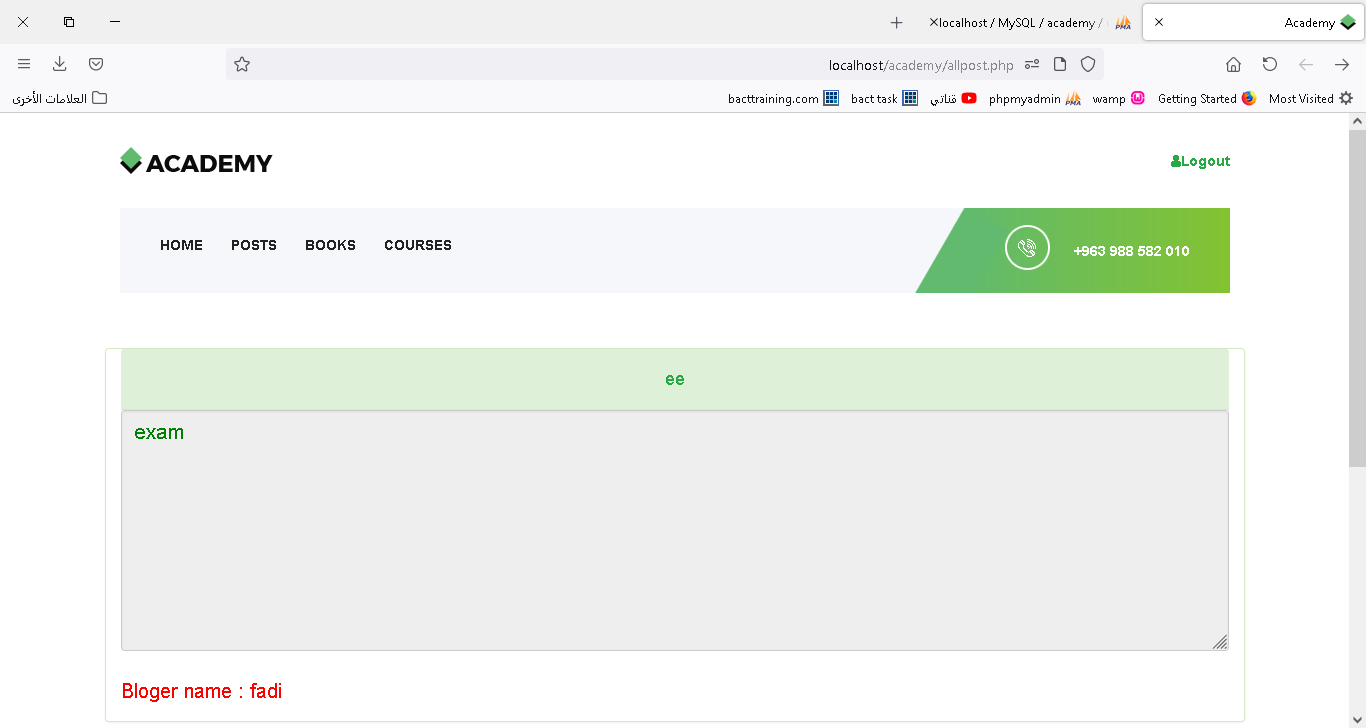 Academy
localhost / MySQL / academy /
localhost/academy/allpost.php
Most Visited
Getting Started
wamp
phpmyadmin
قناتي
bact task
bacttraining.com
العلامات الأخرى
ACADEMY
Logout
HOME POSTS BOOKS COURSES
+963 988 582 010
ee
exam
Bloger name : fadi